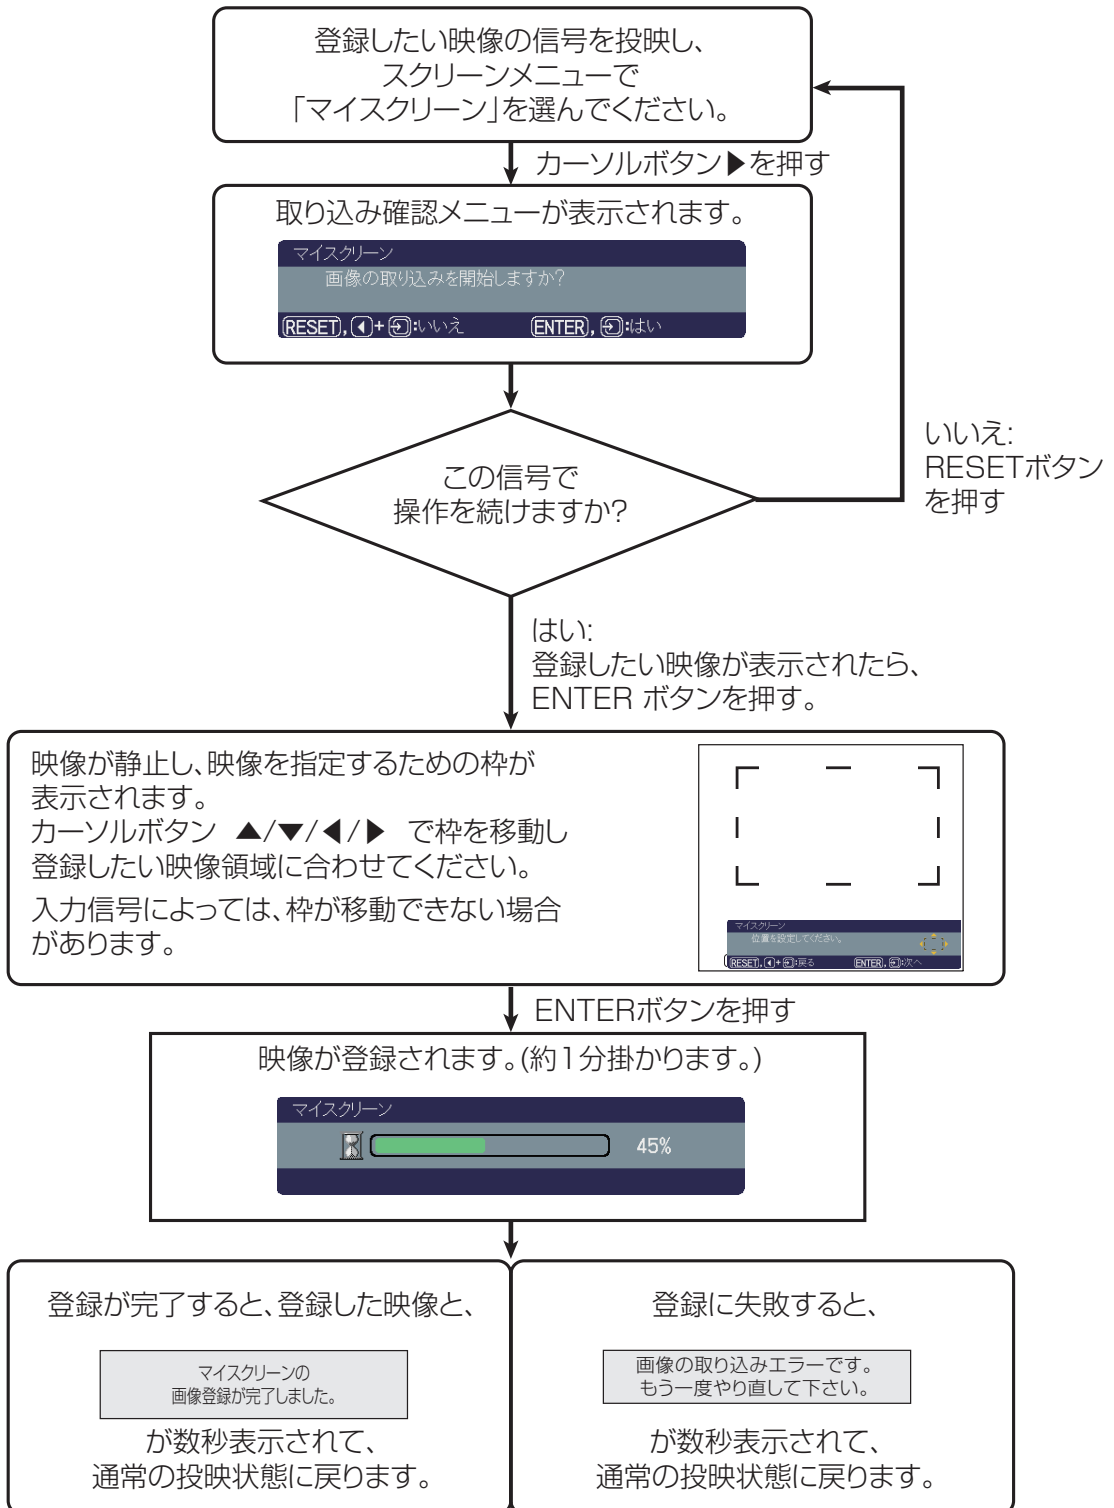 登録したい映像の信号を投映し、
スクリーンメニューで
「マイスクリーン」を選んでください。
カーソルボタン▶を押す
取り込み確認メニューが表示されます。
マイスクリーン
画像の取り込みを開始しますか?
RESET, ◀+:いいえ ENTER, :はい
この信号で
操作を続けますか?
いいえ:
RESETボタン
を押す
はい:
登録したい映像が表示されたら、
ENTER ボタンを押す。
映像が静止し、映像を指定するための枠が
表示されます。
カーソルボタン ▲/▼/◀/▶ で枠を移動し
登録したい映像領域に合わせてください。
入力信号によっては、枠が移動できない場合
があります。
マイスクリーン
位置を設定してください。
RESET, ◀+:戻る ENTER, :次へ
ENTERボタンを押す
映像が登録されます。(約1分掛かります。)
マイスクリーン
45%
登録が完了すると、登録した映像と、
マイスクリーンの
画像登録が完了しました。
が数秒表示されて、
通常の投映状態に戻ります。
登録に失敗すると、
画像の取り込みエラーです。
もう一度やり直して下さい。
が数秒表示されて、
通常の投映状態に戻ります。